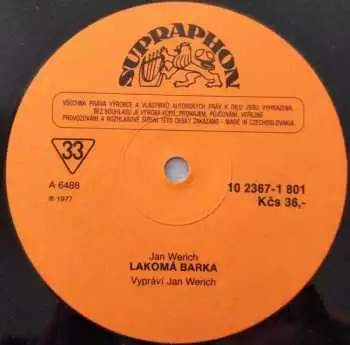 SUPRAPHON
VŠECHNA PRÁVA VÝROBCE A VLASTNÍKŮ AUTORSKÝCH PRÁV K DÍLU JSOU VYHRAZENA.
BEZ SOUHLASU JE VÝROBA KOPIÍ, PRONÁJEM, PŮJČOVÁNÍ, VEŘEJNÉ
PROVOZOVÁNÍ A ROZHLASOVÉ ŠÍŘENÍ TÉTO DESKY ZAKÁZÁNO - MADE IN CZECHOSLOVAKIA.
33
A 6488
℗ 1977
10 2367-1 801
Kčs 36,-
Jan Werich
LAKOMÁ BARKA
Vypráví Jan Werich